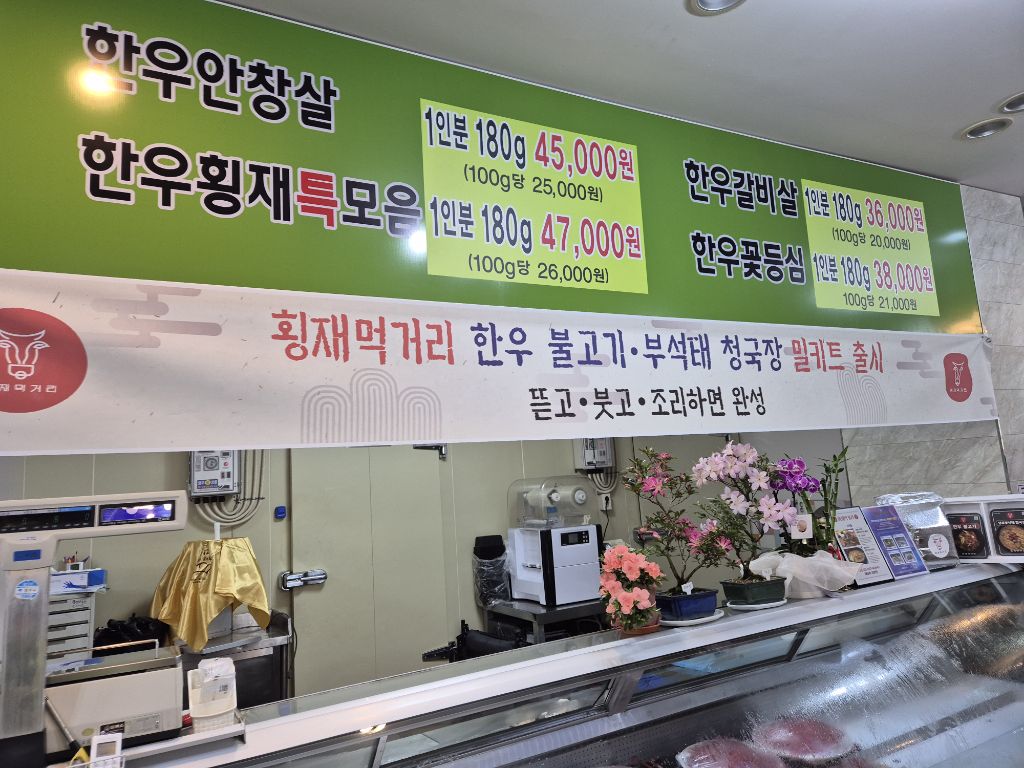 한우안창살
1인분 180g 45,000원
(100g당 25,000원)
한우횡재특모음
1인분 180g 47,000원
(100g당 26,000원)
한우갈비살
1인분 180g 36,000원
(100g당 20,000원)
한우꽃등심
1인분 180g 38,000원
100g당 21,000원)
횡재먹거리 한우 불고기·부석태 청국장 밀키트 출시
뜯고·붓고·조리하면 완성
재먹거리